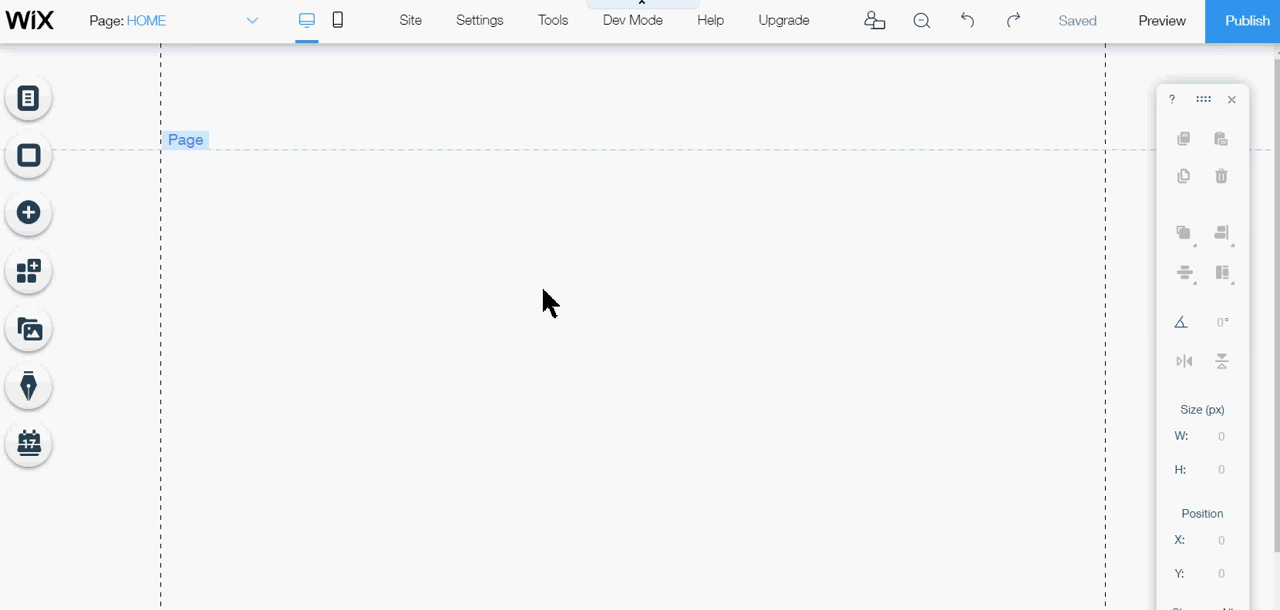 WiX Page: HOME Site Settings Tools Dev Mode Help Upgrade Saved Preview Publish
?
Page
0°
Size (px)
W: 0
H: 0
17
Position
X: 0
Y: 0